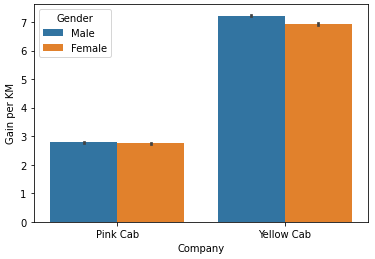 Gender
Male
Female
7
6
5
4
3
2
1
0
Gain per KM
Pink Cab
Yellow Cab
Company